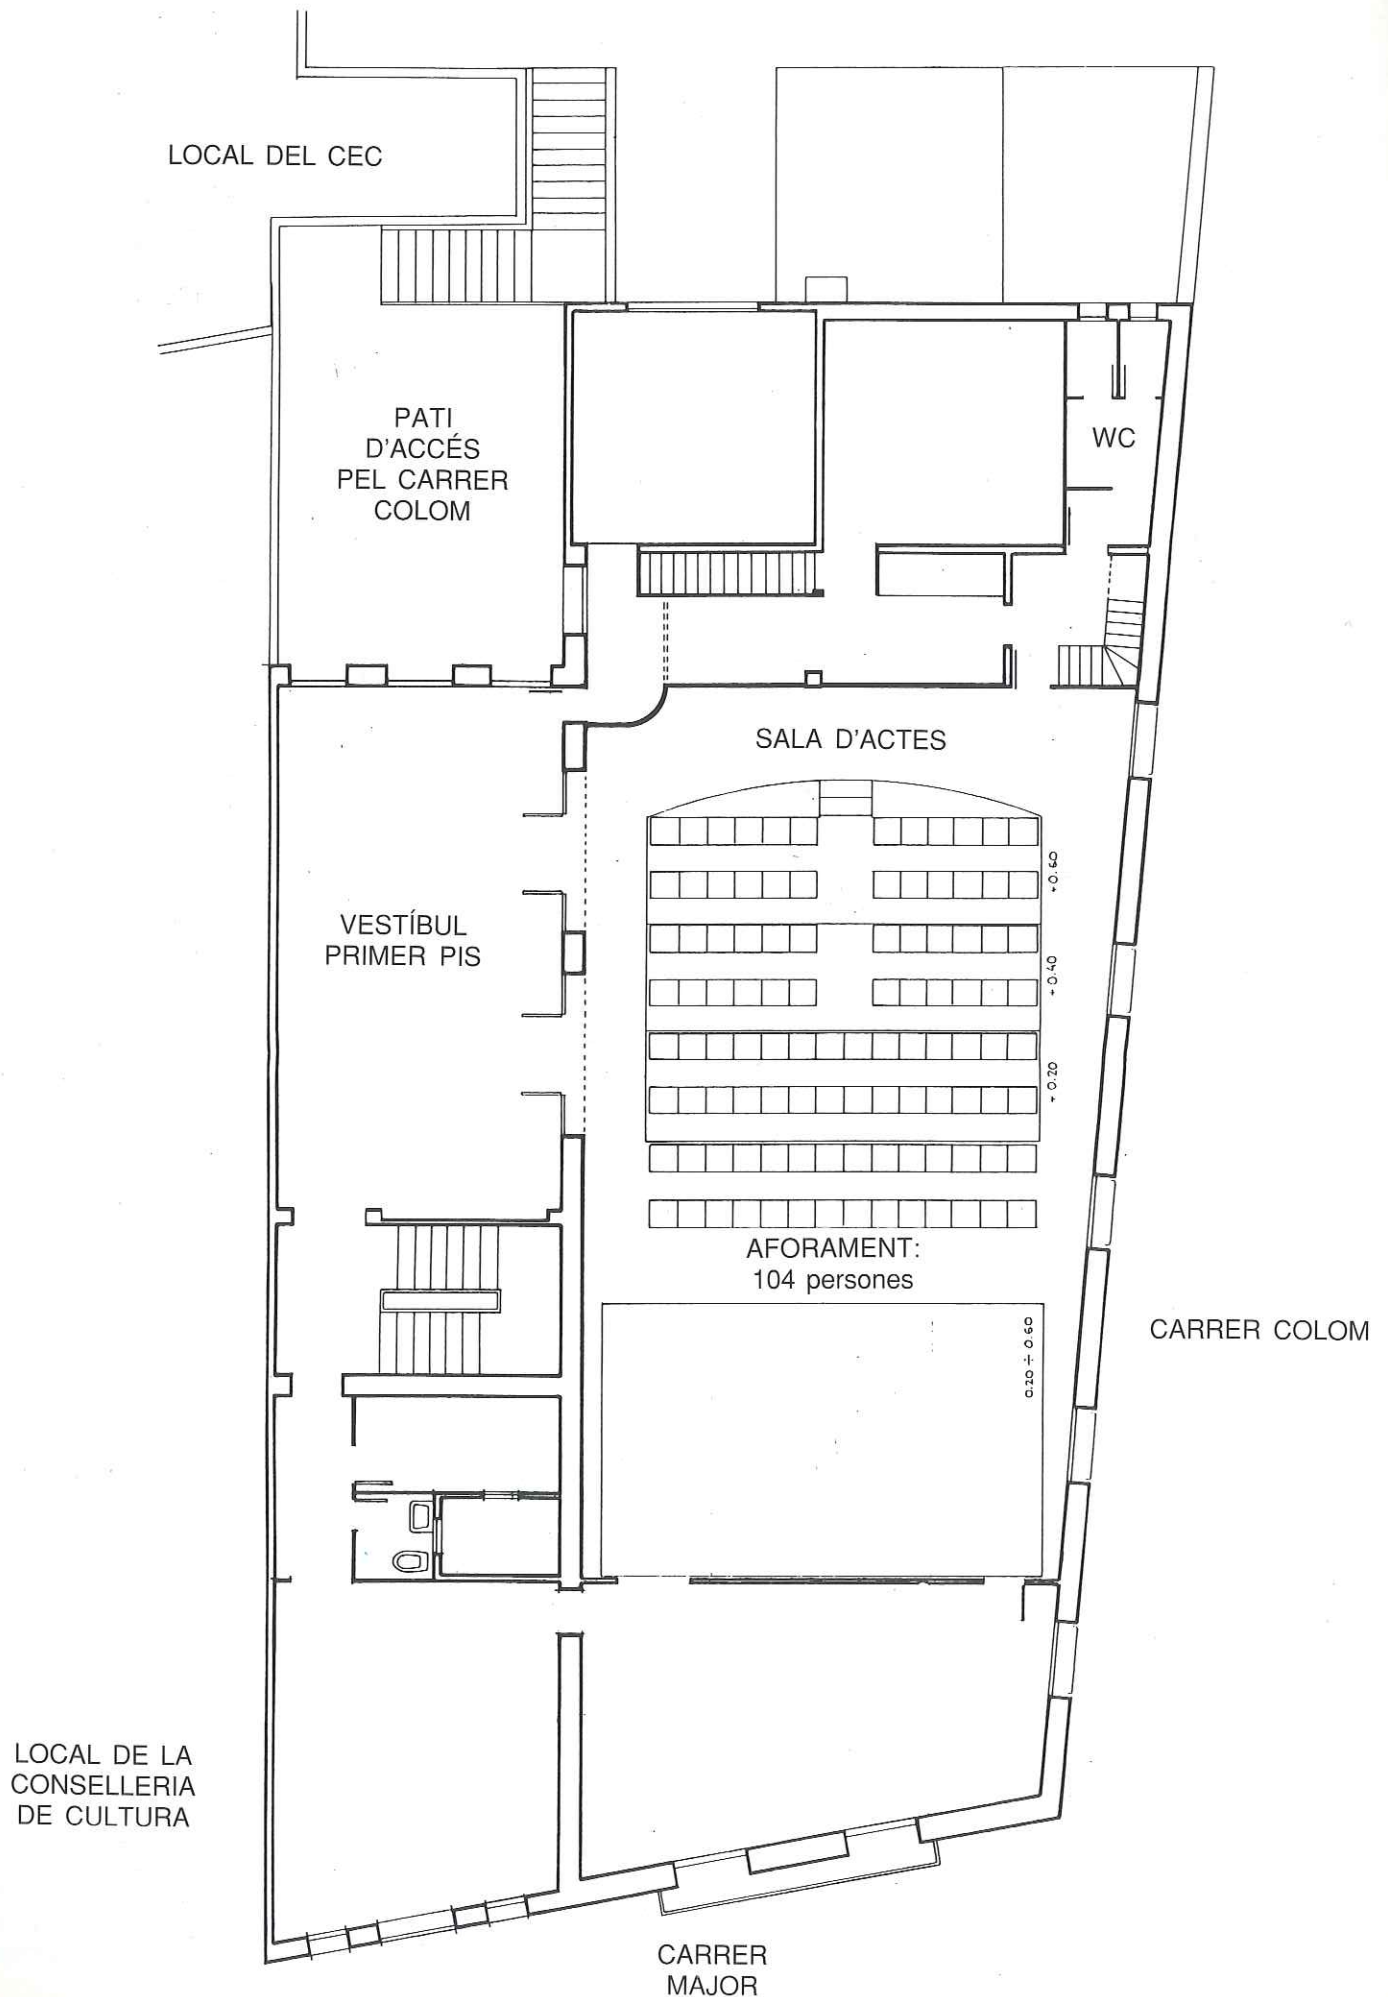 LOCAL DEL CEC
PATI
D'ACCÉS
PEL CARRER
COLOM
WC
SALA D'ACTES
+0.60
VESTÍBUL
PRIMER PIS
+0.40
+0.20
AFORAMENT:
104 persones
0.20 ÷ 0.60
CARRER COLOM
LOCAL DE LA
CONSELLERIA
DE CULTURA
CARRER
MAJOR